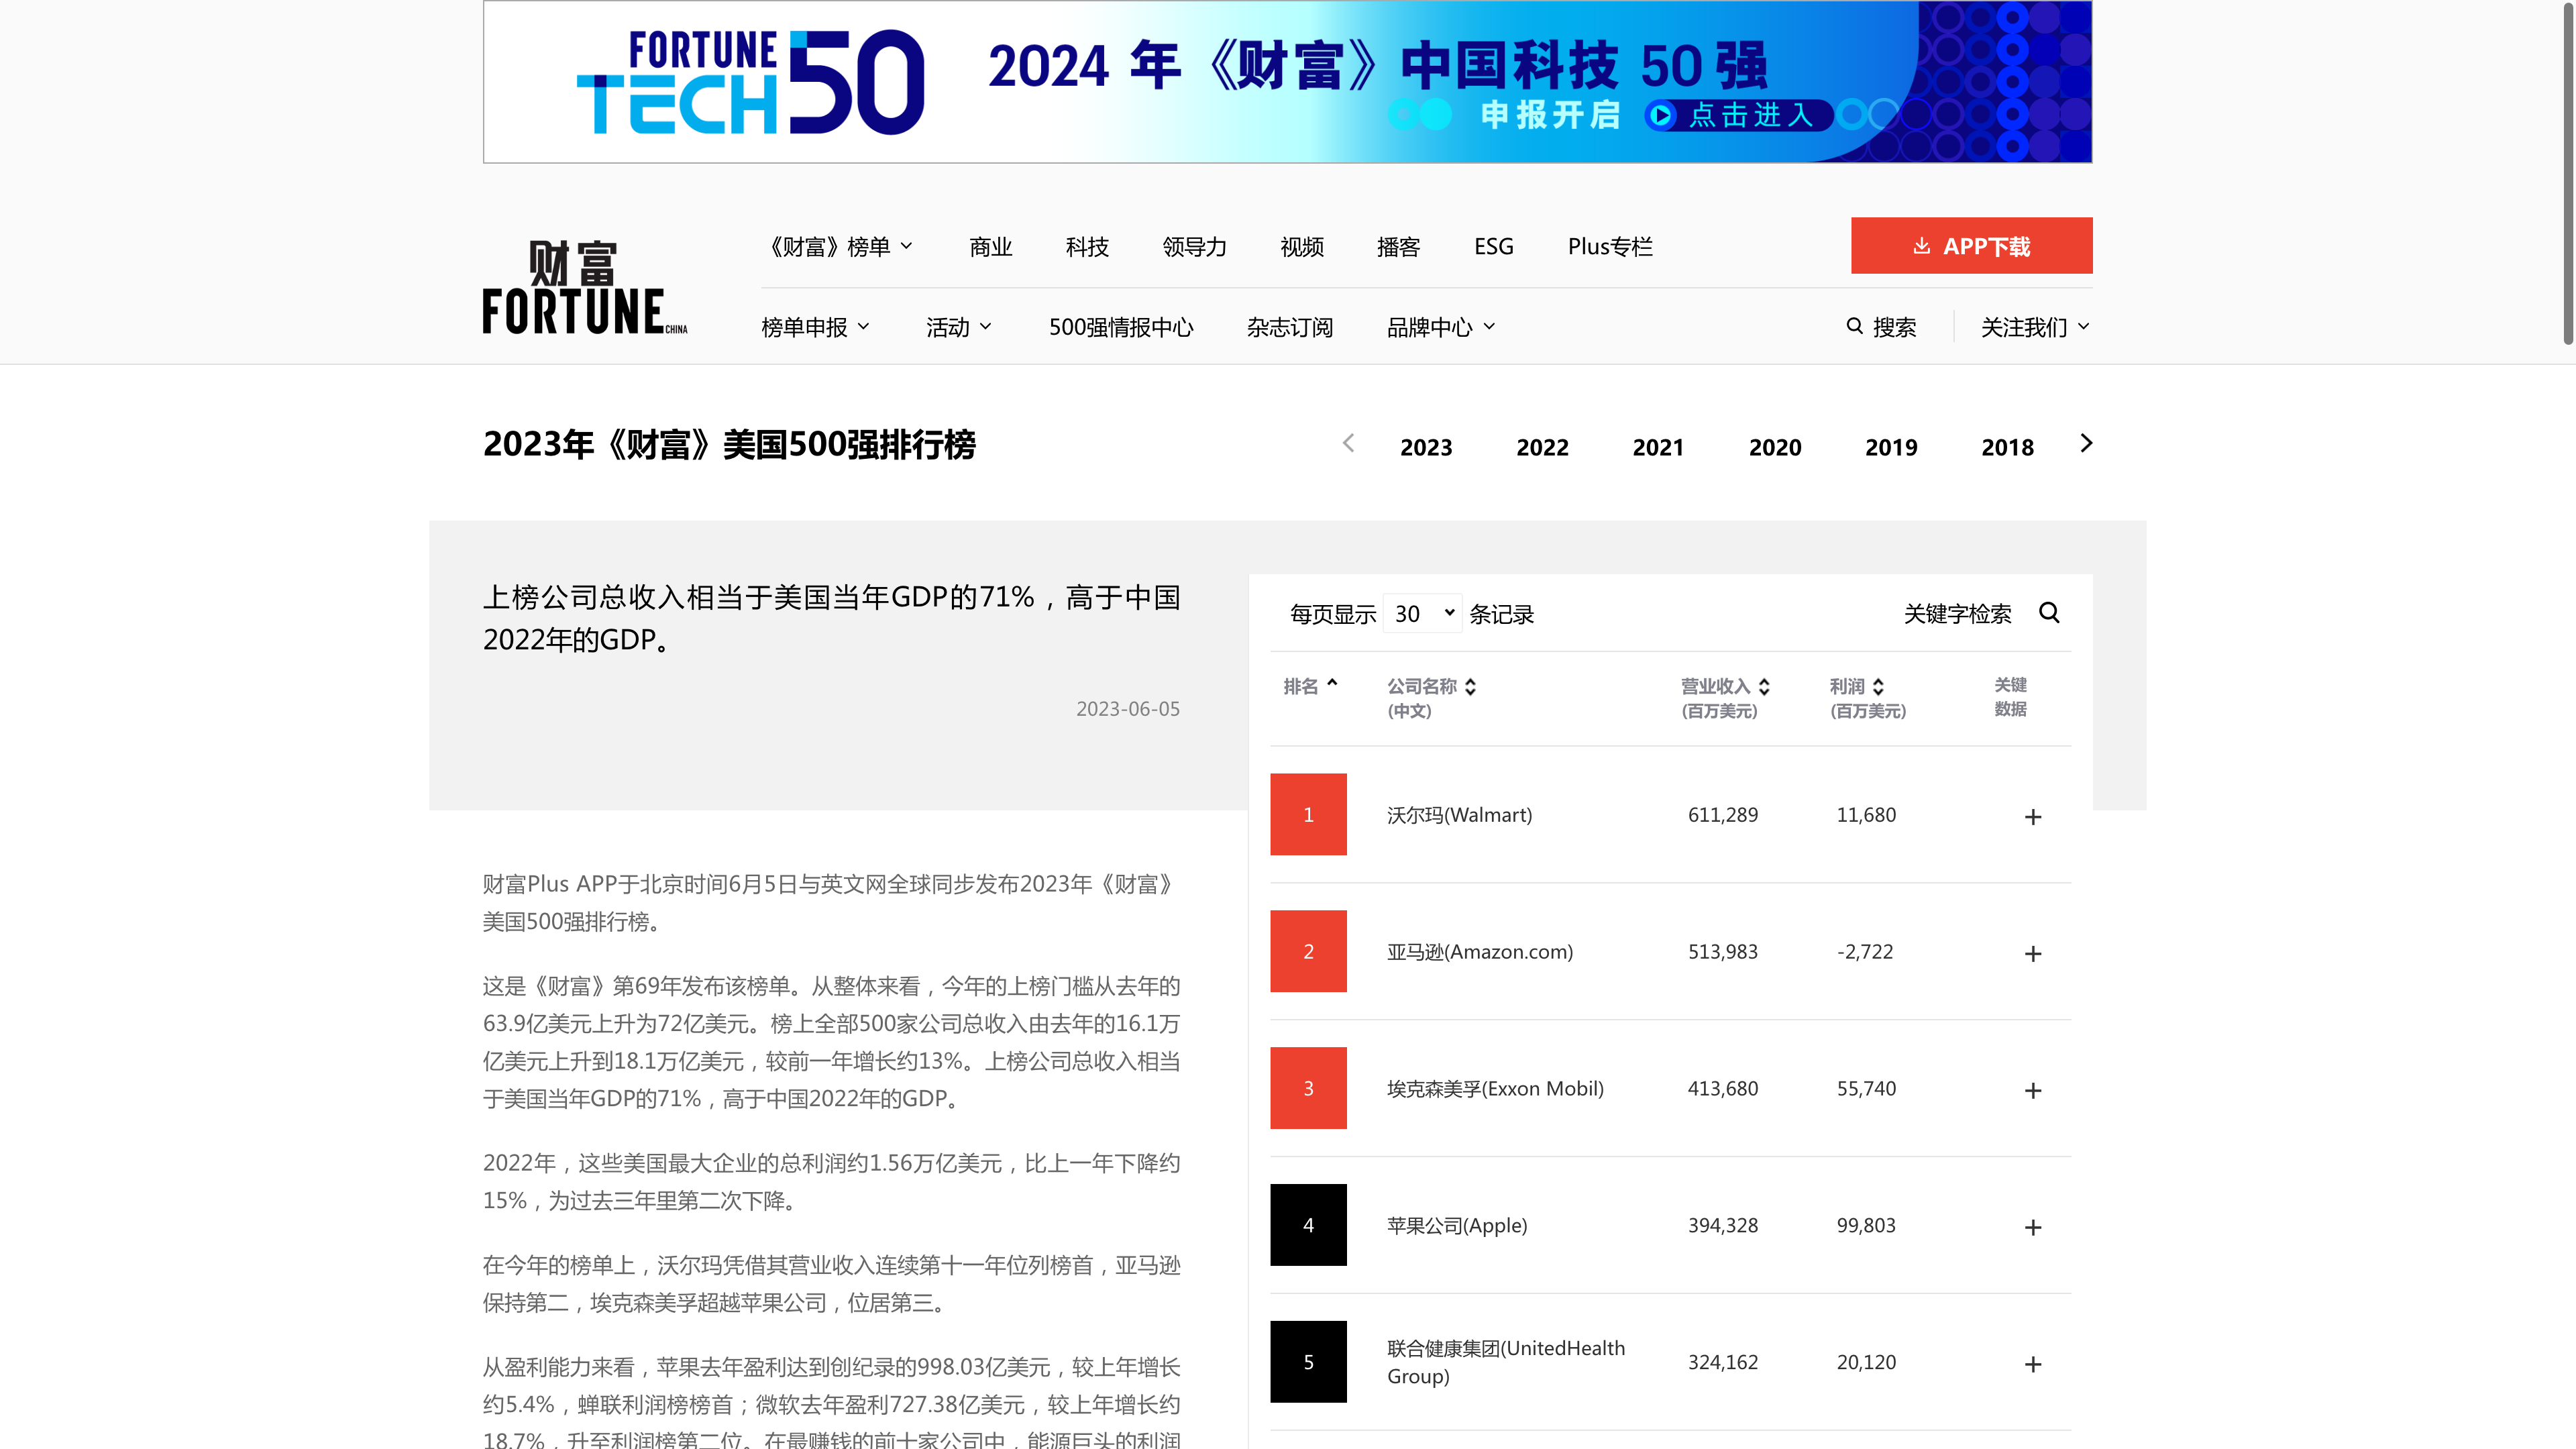 FORTUNE
TECH50
2024 年《财富》中国科技 50 强
申报开启 点击进入
财富
FORTUNE CHINA
《财富》榜单 商业 科技 领导力 视频 播客 ESG Plus专栏 APP下载
榜单申报 活动 500强情报中心 杂志订阅 品牌中心 搜索 关注我们
2023年《财富》美国500强排行榜 2023 2022 2021 2020 2019 2018
上榜公司总收入相当于美国当年GDP的71%，高于中国
2022年的GDP。
2023-06-05
财富Plus APP于北京时间6月5日与英文网全球同步发布2023年《财富》
美国500强排行榜。
这是《财富》第69年发布该榜单。从整体来看，今年的上榜门槛从去年的
63.9亿美元上升为72亿美元。榜上全部500家公司总收入由去年的16.1万
亿美元上升到18.1万亿美元，较前一年增长约13%。上榜公司总收入相当
于美国当年GDP的71%，高于中国2022年的GDP。
2022年，这些美国最大企业的总利润约1.56万亿美元，比上一年下降约
15%，为过去三年里第二次下降。
在今年的榜单上，沃尔玛凭借其营业收入连续第十一年位列榜首，亚马逊
保持第二，埃克森美孚超越苹果公司，位居第三。
从盈利能力来看，苹果去年盈利达到创纪录的998.03亿美元，较上年增长
约5.4%，蝉联利润榜榜首；微软去年盈利727.38亿美元，较上年增长约
18.7%，升至利润榜第二位。在最赚钱的前十家公司中，能源巨头的利润
每页显示 30 条记录 关键字检索
排名 公司名称 营业收入 利润 关键
(中文) (百万美元) (百万美元) 数据
1 沃尔玛(Walmart) 611,289 11,680 +
2 亚马逊(Amazon.com) 513,983 -2,722 +
3 埃克森美孚(Exxon Mobil) 413,680 55,740 +
4 苹果公司(Apple) 394,328 99,803 +
5 联合健康集团(UnitedHealth Group) 324,162 20,120 +